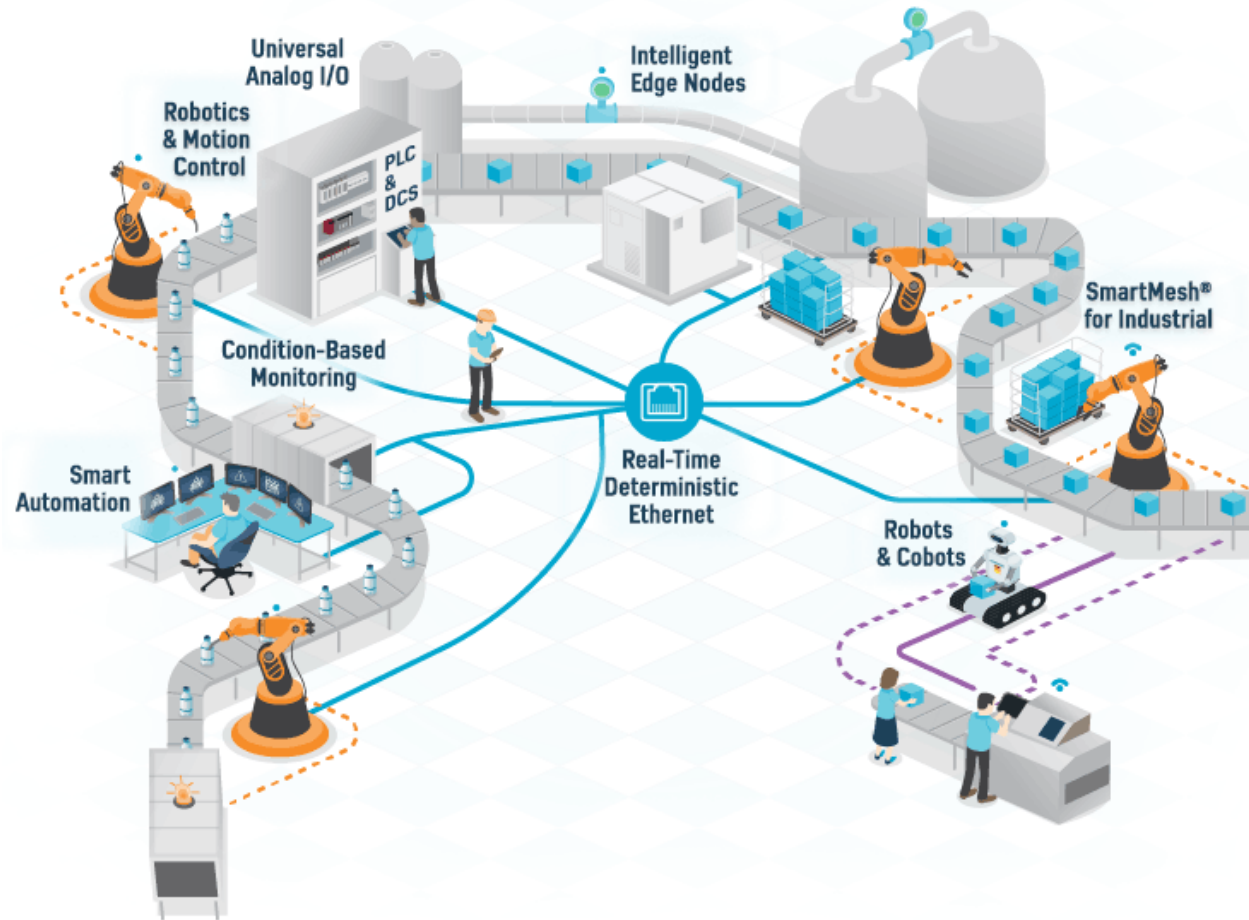 Universal
Analog I/O
Intelligent
Edge Nodes
Robotics
& Motion
Control
PLC
&
DCS
SmartMesh®
for Industrial
Condition-Based
Monitoring
Smart
Automation
Real-Time
Deterministic
Ethernet
Robots
& Cobots